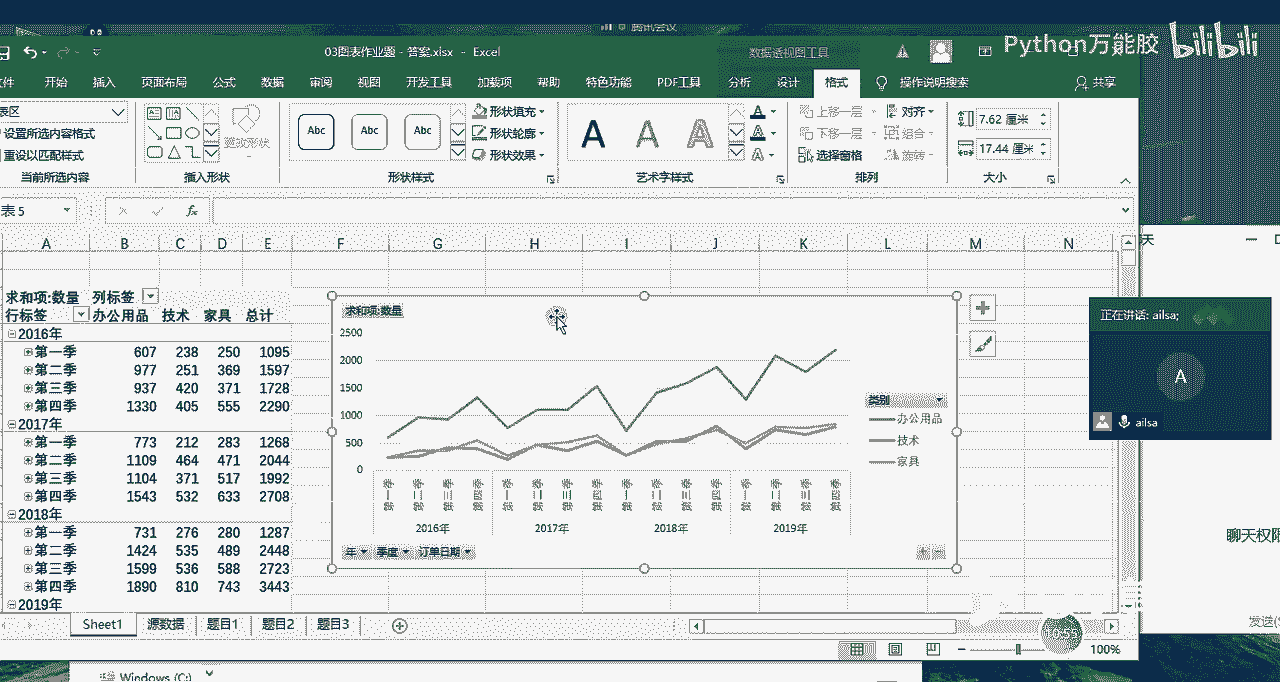 腾讯会议
03图表作业题 - 答案.xlsx - Excel
数据透视图工具
Python万能胶 bilibili
件 开始 插入 页面布局 公式 数据 审阅 视图 开发工具 加载项 帮助 特色功能 PDF工具 分析 设计 格式 操作说明搜索 共享
表区
设置所选内容格式
重设以匹配样式
当前所选内容
更改形状
插入形状
Abc Abc Abc
形状填充
形状轮廓
形状效果
形状样式
A A A
艺术字样式
上移一层 对齐
下移一层 组合
选择窗格 旋转
排列
7.62 厘米
17.44 厘米
大小
表 5
fx
A B C D E F G H I J K L M N
求和项:数量 列标签
行标签 办公用品 技术 家具 总计
2016年
第一季 607 238 250 1095
第二季 977 251 369 1597
第三季 937 420 371 1728
第四季 1330 405 555 2290
2017年
第一季 773 212 283 1268
第二季 1109 464 471 2044
第三季 1104 371 517 1992
第四季 1543 532 633 2708
2018年
第一季 731 276 280 1287
第二季 1424 535 489 2448
第三季 1599 536 588 2723
第四季 1890 810 743 3443
2019年
求和项:数量
2500
2000
1500
1000
500
0
第一季 第二季 第三季 第四季 第一季 第二季 第三季 第四季 第一季 第二季 第三季 第四季 第一季 第二季 第三季 第四季
2016年 2017年 2018年 2019年
年 季度 订单日期
类别
办公用品
技术
家具
天
正在讲话: ailsa;
A
ailsa
聊天权限
发送(S
Sheet1 源数据 题目1 题目2 题目3
10:55
100%
Windows (C:)